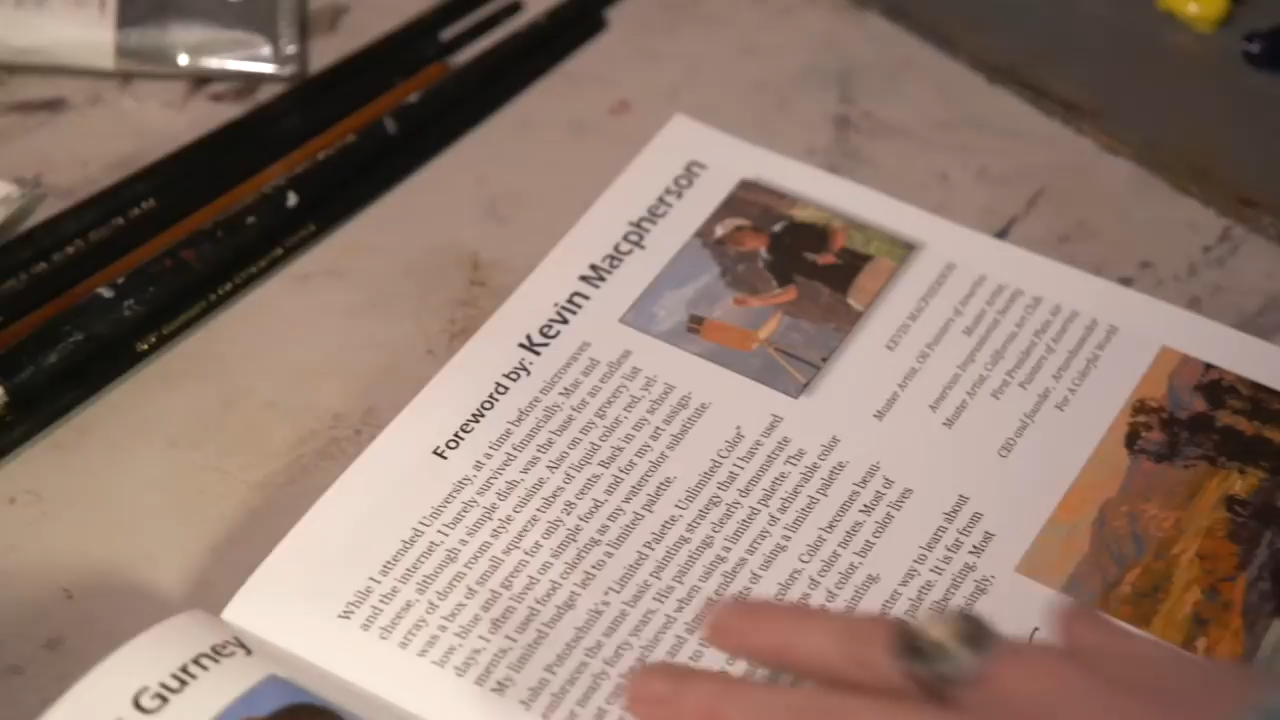 Gurney
Foreword by: Kevin Macpherson
While I attended University, at a time before microwaves
and the internet, I barely survived financially. Mac and
cheese, although a simple dish, was the base for an endless
array of dorm room style cuisine. Also on my grocery list
was a box of small squeeze tubes of liquid color; red, yel-
low, blue and green for only 28 cents. Back in my school
days, I often lived on simple food, and for my art assign-
ments, I used food coloring as my watercolor substitute.
My limited budget led to a limited palette.
Jahn Pototschnik's "Limited Palette, Unlimited Color"
embraces the same basic painting strategy that I have used
nearly forty years. His paintings clearly demonstrate
achieved when using a limited palette. The
endless array of achievable color
of using a limited palette.
colors. Color becomes beau-
of color notes. Most of
of color, but color lives
way to learn about
palette. It is far from
liberating. Most
KEVIN MACPHERSON
Master Artist, Oil Painters of America
Master Artist,
American Impressionist Society
Master Artist, California Art Club
First President Plein Air
Painters of America
CEO and founder, Artambassador
For A Colorful World